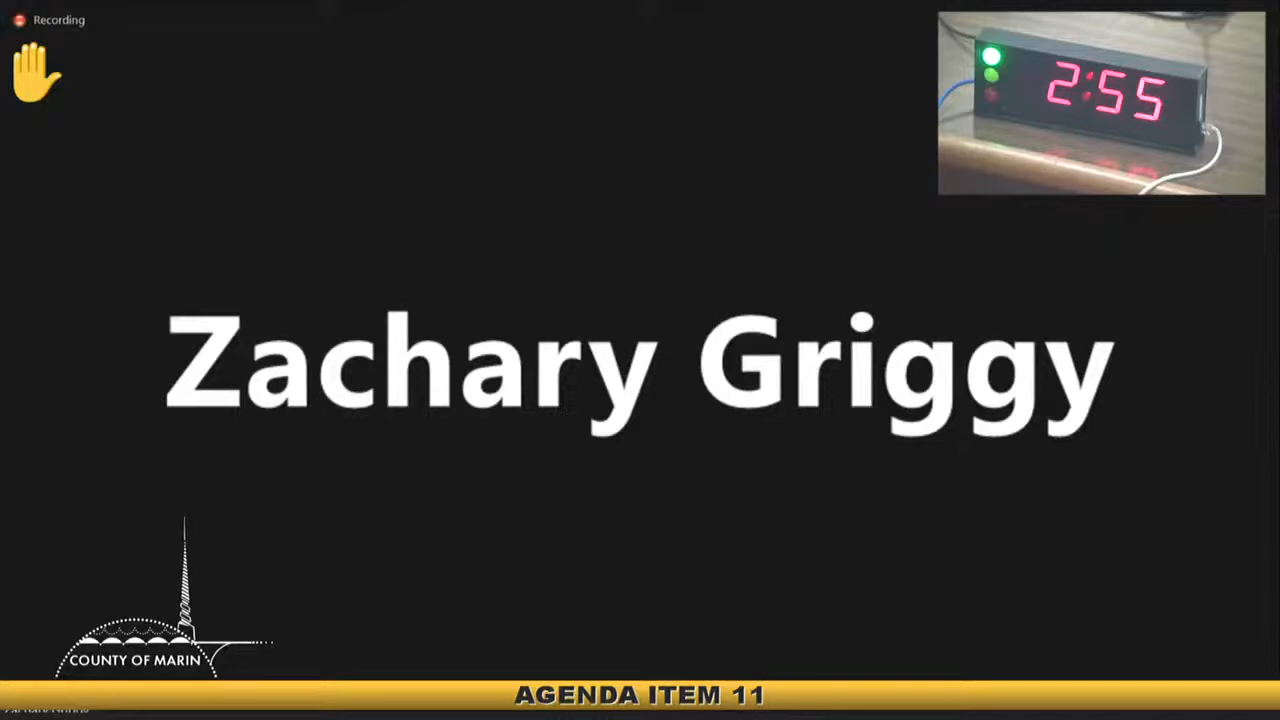 Recording
2:55
Zachary Griggy
COUNTY OF MARIN
AGENDA ITEM 11